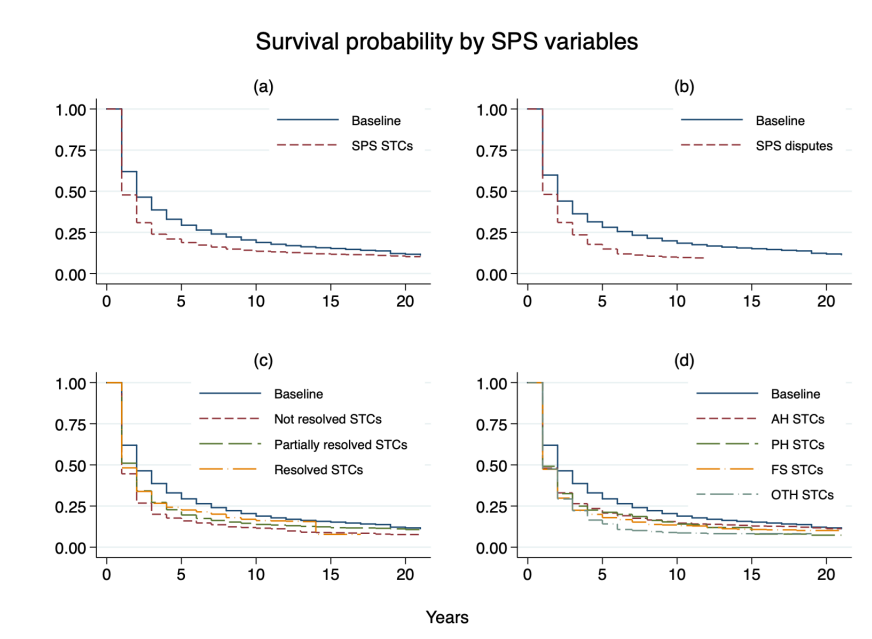 Survival probability by SPS variables
(a)
1.00
0.75
0.50
0.25
0.00
0 5 10 15 20
Baseline
SPS STCs
(b)
1.00
0.75
0.50
0.25
0.00
0 5 10 15 20
Baseline
SPS disputes
(c)
1.00
0.75
0.50
0.25
0.00
0 5 10 15 20
Baseline
Not resolved STCs
Partially resolved STCs
Resolved STCs
(d)
1.00
0.75
0.50
0.25
0.00
0 5 10 15 20
Baseline
AH STCs
PH STCs
FS STCs
OTH STCs
Years